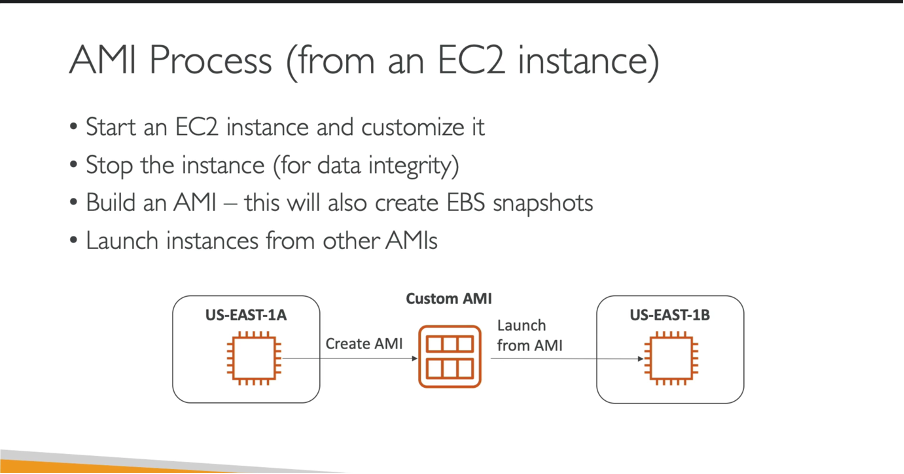 AMI Process (from an EC2 instance)
• Start an EC2 instance and customize it
• Stop the instance (for data integrity)
• Build an AMI – this will also create EBS snapshots
• Launch instances from other AMIs
US-EAST-1A
Create AMI
Custom AMI
Launch
from AMI
US-EAST-1B